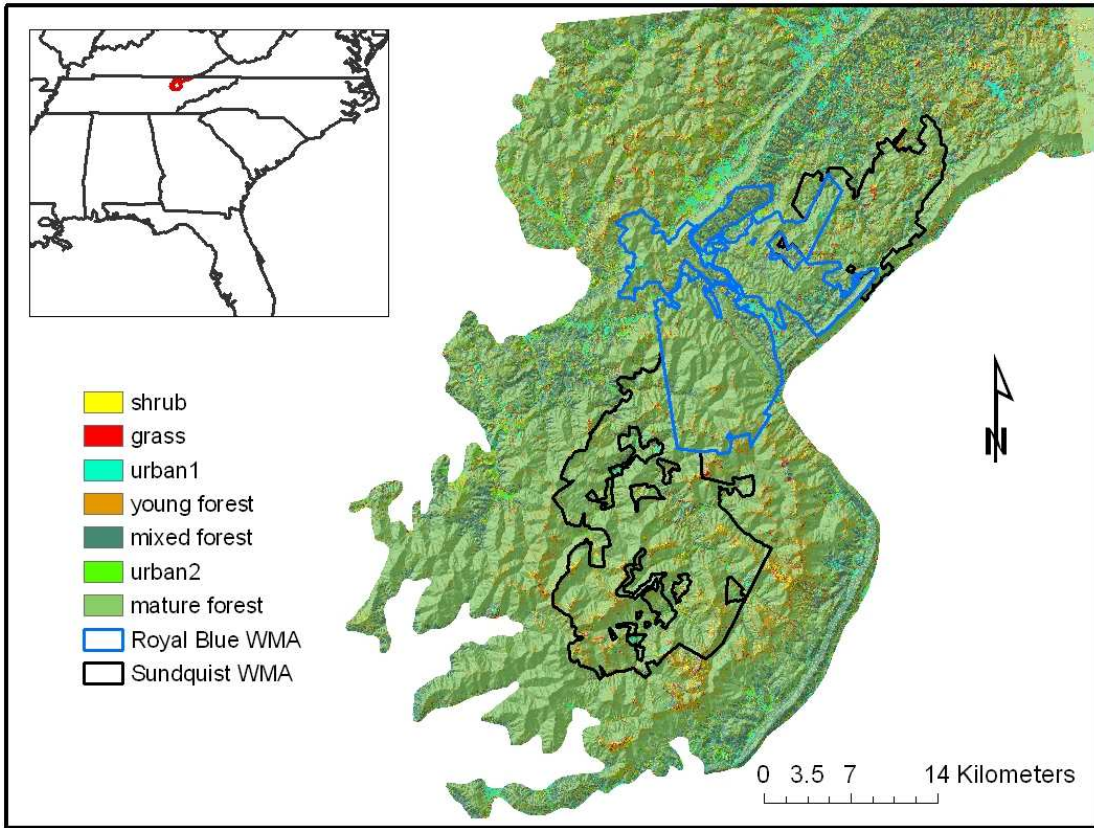 shrub
grass
urban1
young forest
mixed forest
urban2
mature forest
Royal Blue WMA
Sundquist WMA
N
0 3.5 7 14 Kilometers